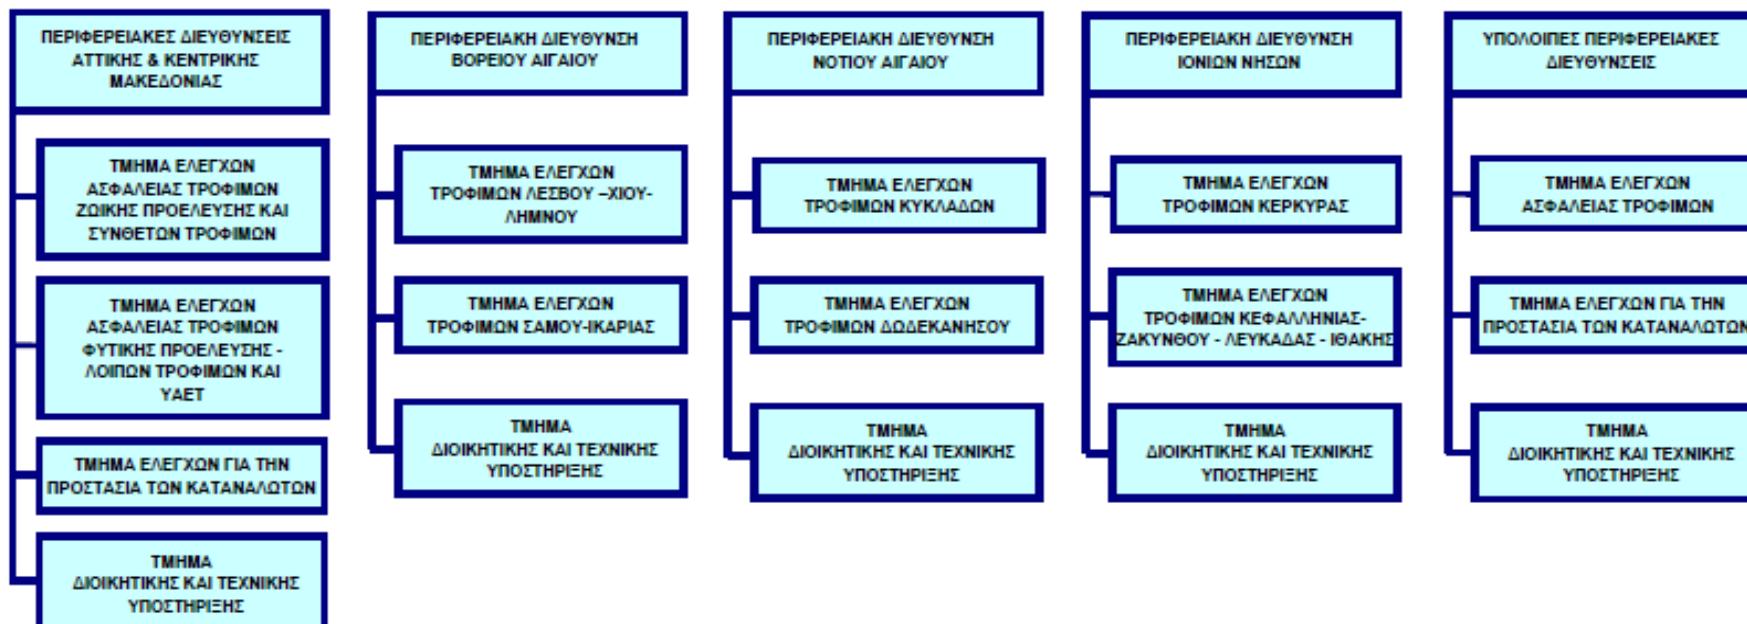 ΠΕΡΙΦΕΡΕΙΑΚΕΣ ΔΙΕΥΘΥΝΣΕΙΣ
ΑΤΤΙΚΗΣ & ΚΕΝΤΡΙΚΗΣ
ΜΑΚΕΔΟΝΙΑΣ
ΤΜΗΜΑ ΕΛΕΓΧΩΝ
ΑΣΦΑΛΕΙΑΣ ΤΡΟΦΙΜΩΝ
ΖΩΙΚΗΣ ΠΡΟΕΛΕΥΣΗΣ ΚΑΙ
ΣΥΝΘΕΤΩΝ ΤΡΟΦΙΜΩΝ
ΤΜΗΜΑ ΕΛΕΓΧΩΝ
ΑΣΦΑΛΕΙΑΣ ΤΡΟΦΙΜΩΝ
ΦΥΤΙΚΗΣ ΠΡΟΕΛΕΥΣΗΣ -
ΛΟΙΠΩΝ ΤΡΟΦΙΜΩΝ ΚΑΙ
ΥΑΕΤ
ΤΜΗΜΑ ΕΛΕΓΧΩΝ ΓΙΑ ΤΗΝ
ΠΡΟΣΤΑΣΙΑ ΤΩΝ ΚΑΤΑΝΑΛΩΤΩΝ
ΤΜΗΜΑ
ΔΙΟΙΚΗΤΙΚΗΣ ΚΑΙ ΤΕΧΝΙΚΗΣ
ΥΠΟΣΤΗΡΙΞΗΣ
ΠΕΡΙΦΕΡΕΙΑΚΗ ΔΙΕΥΘΥΝΣΗ
ΒΟΡΕΙΟΥ ΑΙΓΑΙΟΥ
ΤΜΗΜΑ ΕΛΕΓΧΩΝ
ΤΡΟΦΙΜΩΝ ΛΕΣΒΟΥ –ΧΙΟΥ-
ΛΗΜΝΟΥ
ΤΜΗΜΑ ΕΛΕΓΧΩΝ
ΤΡΟΦΙΜΩΝ ΣΑΜΟΥ-ΙΚΑΡΙΑΣ
ΤΜΗΜΑ
ΔΙΟΙΚΗΤΙΚΗΣ ΚΑΙ ΤΕΧΝΙΚΗΣ
ΥΠΟΣΤΗΡΙΞΗΣ
ΠΕΡΙΦΕΡΕΙΑΚΗ ΔΙΕΥΘΥΝΣΗ
ΝΟΤΙΟΥ ΑΙΓΑΙΟΥ
ΤΜΗΜΑ ΕΛΕΓΧΩΝ
ΤΡΟΦΙΜΩΝ ΚΥΚΛΑΔΩΝ
ΤΜΗΜΑ ΕΛΕΓΧΩΝ
ΤΡΟΦΙΜΩΝ ΔΩΔΕΚΑΝΗΣΟΥ
ΤΜΗΜΑ
ΔΙΟΙΚΗΤΙΚΗΣ ΚΑΙ ΤΕΧΝΙΚΗΣ
ΥΠΟΣΤΗΡΙΞΗΣ
ΠΕΡΙΦΕΡΕΙΑΚΗ ΔΙΕΥΘΥΝΣΗ
ΙΟΝΙΩΝ ΝΗΣΩΝ
ΤΜΗΜΑ ΕΛΕΓΧΩΝ
ΤΡΟΦΙΜΩΝ ΚΕΡΚΥΡΑΣ
ΤΜΗΜΑ ΕΛΕΓΧΩΝ
ΤΡΟΦΙΜΩΝ ΚΕΦΑΛΛΗΝΙΑΣ-
ΖΑΚΥΝΘΟΥ - ΛΕΥΚΑΔΑΣ - ΙΘΑΚΗΣ
ΤΜΗΜΑ
ΔΙΟΙΚΗΤΙΚΗΣ ΚΑΙ ΤΕΧΝΙΚΗΣ
ΥΠΟΣΤΗΡΙΞΗΣ
ΥΠΟΛΟΙΠΕΣ ΠΕΡΙΦΕΡΕΙΑΚΕΣ
ΔΙΕΥΘΥΝΣΕΙΣ
ΤΜΗΜΑ ΕΛΕΓΧΩΝ
ΑΣΦΑΛΕΙΑΣ ΤΡΟΦΙΜΩΝ
ΤΜΗΜΑ ΕΛΕΓΧΩΝ ΓΙΑ ΤΗΝ
ΠΡΟΣΤΑΣΙΑ ΤΩΝ ΚΑΤΑΝΑΛΩΤΩΝ
ΤΜΗΜΑ
ΔΙΟΙΚΗΤΙΚΗΣ ΚΑΙ ΤΕΧΝΙΚΗΣ
ΥΠΟΣΤΗΡΙΞΗΣ